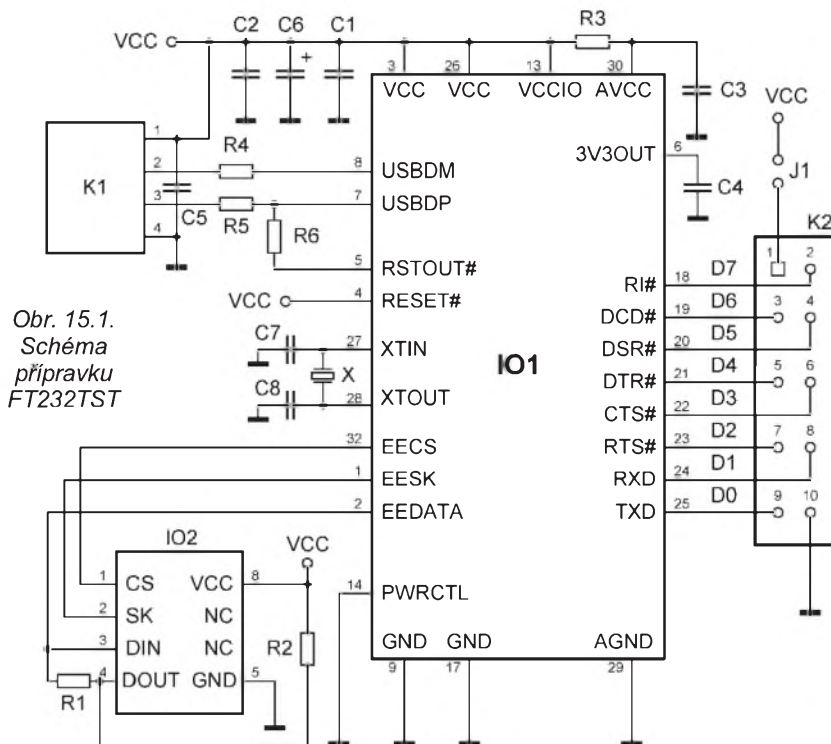 VCC
C2
C6
C1
+
R3
3
26
13
30
VCC
VCC
VCCIO
AVCC
C3
VCC
J1
K1
1
2
3
4
R4
R5
C5
R6
8
USBDM
7
USBDP
5
RSTOUT#
VCC
4
RESET#
3V3OUT
6
C4
K2
1
2
RI#
18
D7
DCD#
19
D6
3
4
DSR#
20
D5
DTR#
21
D4
5
6
CTS#
22
D3
RTS#
23
D2
7
8
RXD
24
D1
TXD
25
D0
9
10
Obr. 15.1.
Schéma
přípravku
FT232TST
C7
27
XTIN
X
C8
28
XTOUT
IO1
32
EECS
1
EESK
2
EEDATA
14
PWRCTL
GND
GND
AGND
9
17
29
IO2
VCC
1
CS
VCC
8
2
SK
NC
3
DIN
NC
R2
4
DOUT
GND
5
R1